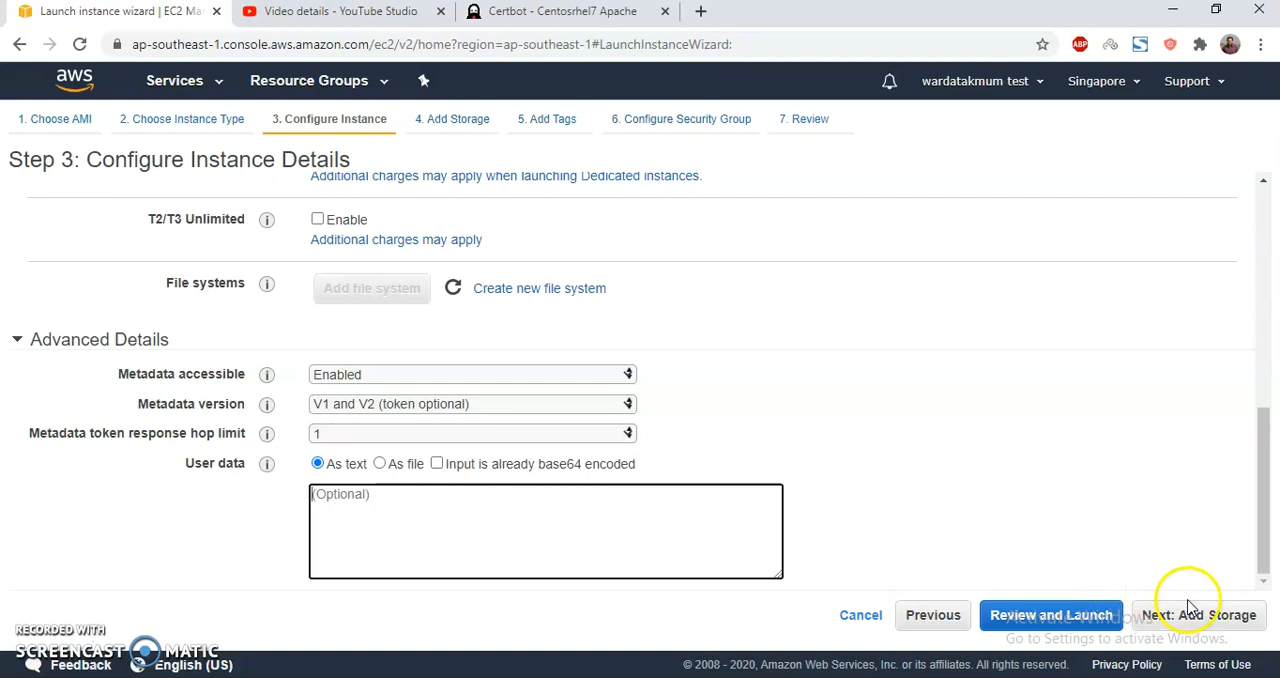 Launch instance wizard | EC2 Ma
Video details - YouTube Studio
Certbot - Centosrhel7 Apache
ap-southeast-1.console.aws.amazon.com/ec2/v2/home?region=ap-southeast-1#LaunchInstanceWizard:
ABP
aws
Services
Resource Groups
wardatakmum test
Singapore
Support
1. Choose AMI
2. Choose Instance Type
3. Configure Instance
4. Add Storage
5. Add Tags
6. Configure Security Group
7. Review
Step 3: Configure Instance Details
Additional charges may apply when launching Dedicated instances.
T2/T3 Unlimited
Enable
Additional charges may apply
File systems
Add file system
Create new file system
Advanced Details
Metadata accessible
Enabled
Metadata version
V1 and V2 (token optional)
Metadata token response hop limit
1
User data
As text
As file
Input is already base64 encoded
(Optional)
Cancel
Previous
Review and Launch
Next: Add Storage
Activate Windows
Go to Settings to activate Windows.
RECORDED WITH
SCREENCAST MATIC
Feedback
English (US)
© 2008 - 2020, Amazon Web Services, Inc. or its affiliates. All rights reserved.
Privacy Policy
Terms of Use